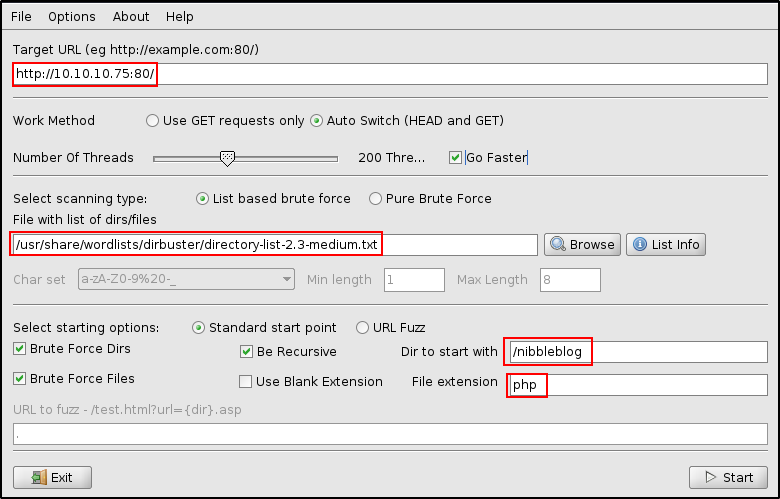 File Options About Help
Target URL (eg http://example.com:80/)
http://10.10.10.75:80/
Work Method Use GET requests only Auto Switch (HEAD and GET)
Number Of Threads 200 Thre... Go Faster
Select scanning type: List based brute force Pure Brute Force
File with list of dirs/files
/usr/share/wordlists/dirbuster/directory-list-2.3-medium.txt Browse List Info
Char set a-zA-Z0-9%20-_ Min length 1 Max Length 8
Select starting options: Standard start point URL Fuzz
Brute Force Dirs Be Recursive Dir to start with /nibbleblog
Brute Force Files Use Blank Extension File extension php
URL to fuzz - /test.html?url={dir}.asp
.
Exit Start